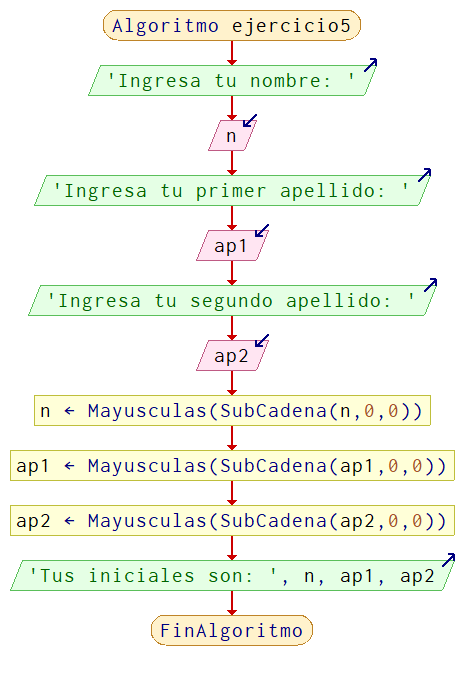 Algoritmo ejercicio5
'Ingresa tu nombre: '
n
'Ingresa tu primer apellido: '
ap1
'Ingresa tu segundo apellido: '
ap2
n ← Mayusculas(SubCadena(n,0,0))
ap1 ← Mayusculas(SubCadena(ap1,0,0))
ap2 ← Mayusculas(SubCadena(ap2,0,0))
'Tus iniciales son: ', n, ap1, ap2
FinAlgoritmo